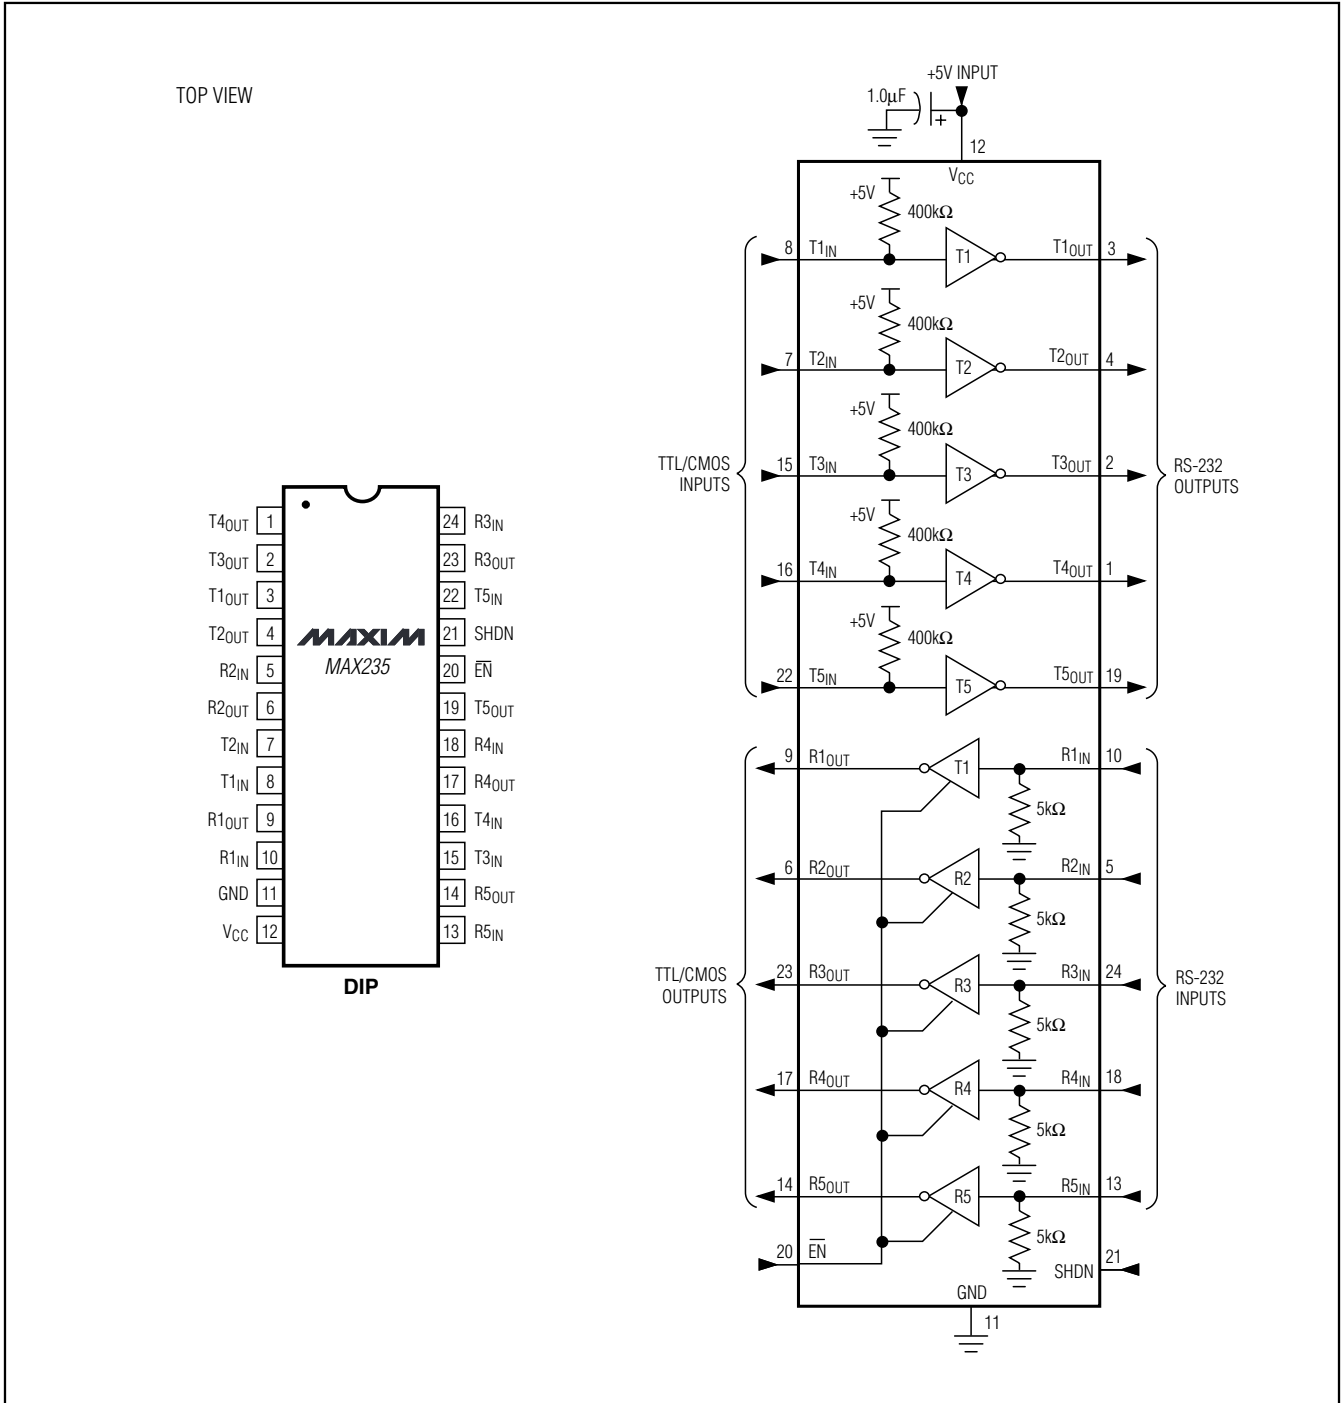 TOP VIEW
T4OUT 1
T3OUT 2
T1OUT 3
T2OUT 4
R2IN 5
R2OUT 6
T2IN 7
T1IN 8
R1OUT 9
R1IN 10
GND 11
VCC 12
24 R3IN
23 R3OUT
22 T5IN
21 SHDN
20 E̅N̅
19 T5OUT
18 R4IN
17 R4OUT
16 T4IN
15 T3IN
14 R5OUT
13 R5IN
MAXIM
MAX235
DIP
+5V INPUT
1.0μF
+
12
VCC
+5V
400kΩ
8 T1IN T1 T1OUT 3
+5V
400kΩ
7 T2IN T2 T2OUT 4
+5V
400kΩ
15 T3IN T3 T3OUT 2
+5V
400kΩ
16 T4IN T4 T4OUT 1
+5V
400kΩ
22 T5IN T5 T5OUT 19
TTL/CMOS
INPUTS
RS-232
OUTPUTS
9 R1OUT T1 R1IN 10
5kΩ
6 R2OUT R2 R2IN 5
5kΩ
23 R3OUT R3 R3IN 24
5kΩ
17 R4OUT R4 R4IN 18
5kΩ
14 R5OUT R5 R5IN 13
5kΩ
TTL/CMOS
OUTPUTS
RS-232
INPUTS
20 E̅N̅
SHDN 21
GND
11